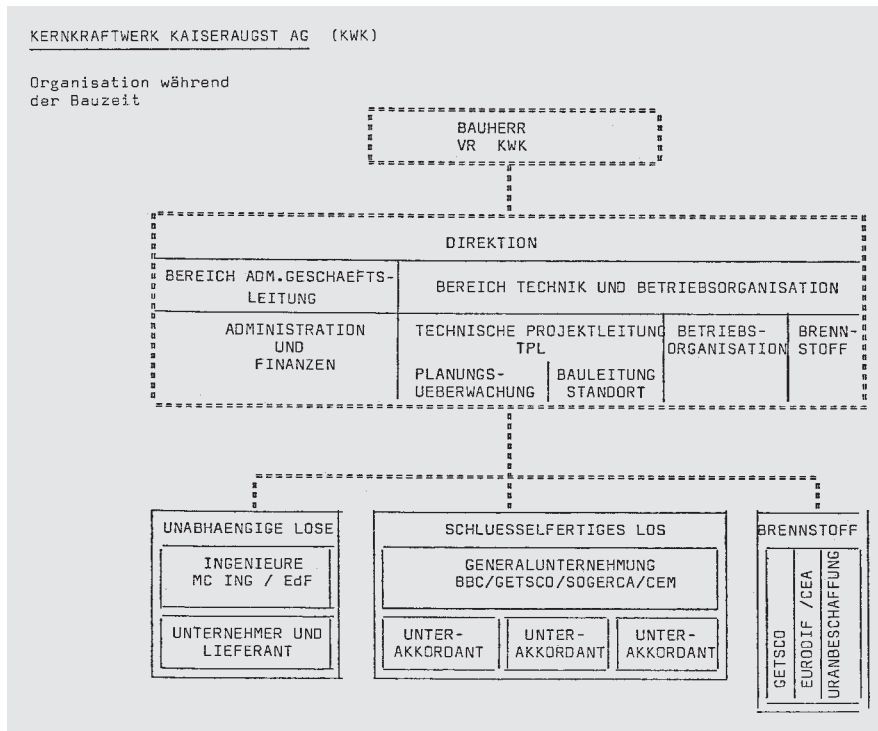 KERNKRAFTWERK KAISERAUGST AG (KWK)
Organisation während
der Bauzeit
BAUHERR
VR KWK
DIREKTION
BEREICH ADM.GESCHAEFTS-
LEITUNG
BEREICH TECHNIK UND BETRIEBSORGANISATION
ADMINISTRATION
UND
FINANZEN
TECHNISCHE PROJEKTLEITUNG
TPL
PLANUNGS-
UEBERWACHUNG
BAULEITUNG
STANDORT
BETRIEBS-
ORGANISATION
BRENN-
STOFF
UNABHAENGIGE LOSE
INGENIEURE
MC ING / EdF
UNTERNEHMER UND
LIEFERANT
SCHLUESSELFERTIGES LOS
GENERALUNTERNEHMUNG
BBC/GETSCO/SOGERCA/CEM
UNTER-
AKKORDANT
UNTER-
AKKORDANT
UNTER-
AKKORDANT
BRENNSTOFF
GETSCO
EURODIF /CEA
URANBESCHAFFUNG